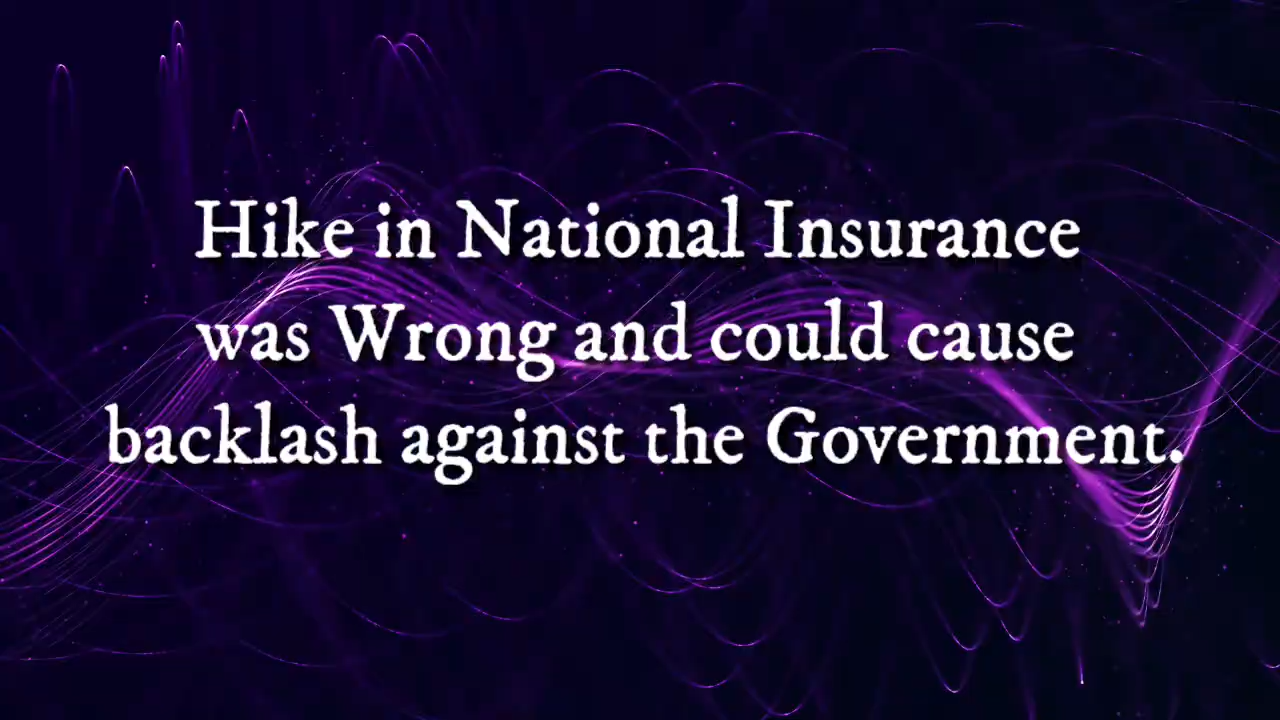 Hike in National Insurance
was Wrong and could cause
backlash against the Government.